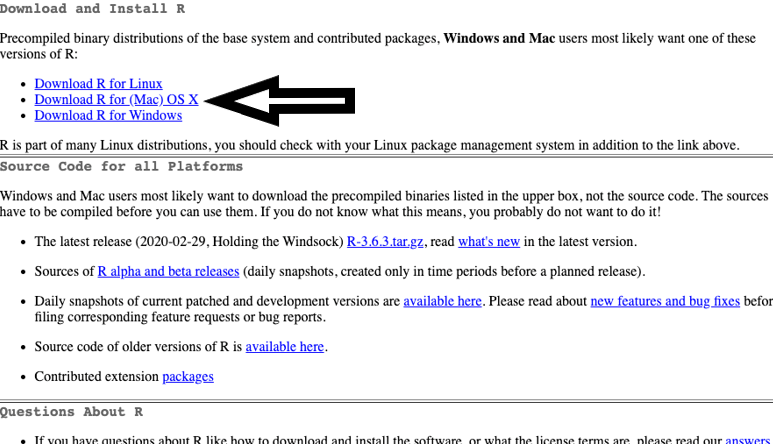 Download and Install R
Precompiled binary distributions of the base system and contributed packages, Windows and Mac users most likely want one of these
versions of R:
• Download R for Linux
• Download R for (Mac) OS X
• Download R for Windows
R is part of many Linux distributions, you should check with your Linux package management system in addition to the link above.
Source Code for all Platforms
Windows and Mac users most likely want to download the precompiled binaries listed in the upper box, not the source code. The sources
have to be compiled before you can use them. If you do not know what this means, you probably do not want to do it!
• The latest release (2020-02-29, Holding the Windsock) R-3.6.3.tar.gz, read what's new in the latest version.
• Sources of R alpha and beta releases (daily snapshots, created only in time periods before a planned release).
• Daily snapshots of current patched and development versions are available here. Please read about new features and bug fixes befor
filing corresponding feature requests or bug reports.
• Source code of older versions of R is available here.
• Contributed extension packages
Questions About R
• If you have questions about R like how to download and install the software, or what the license terms are, please read our answers